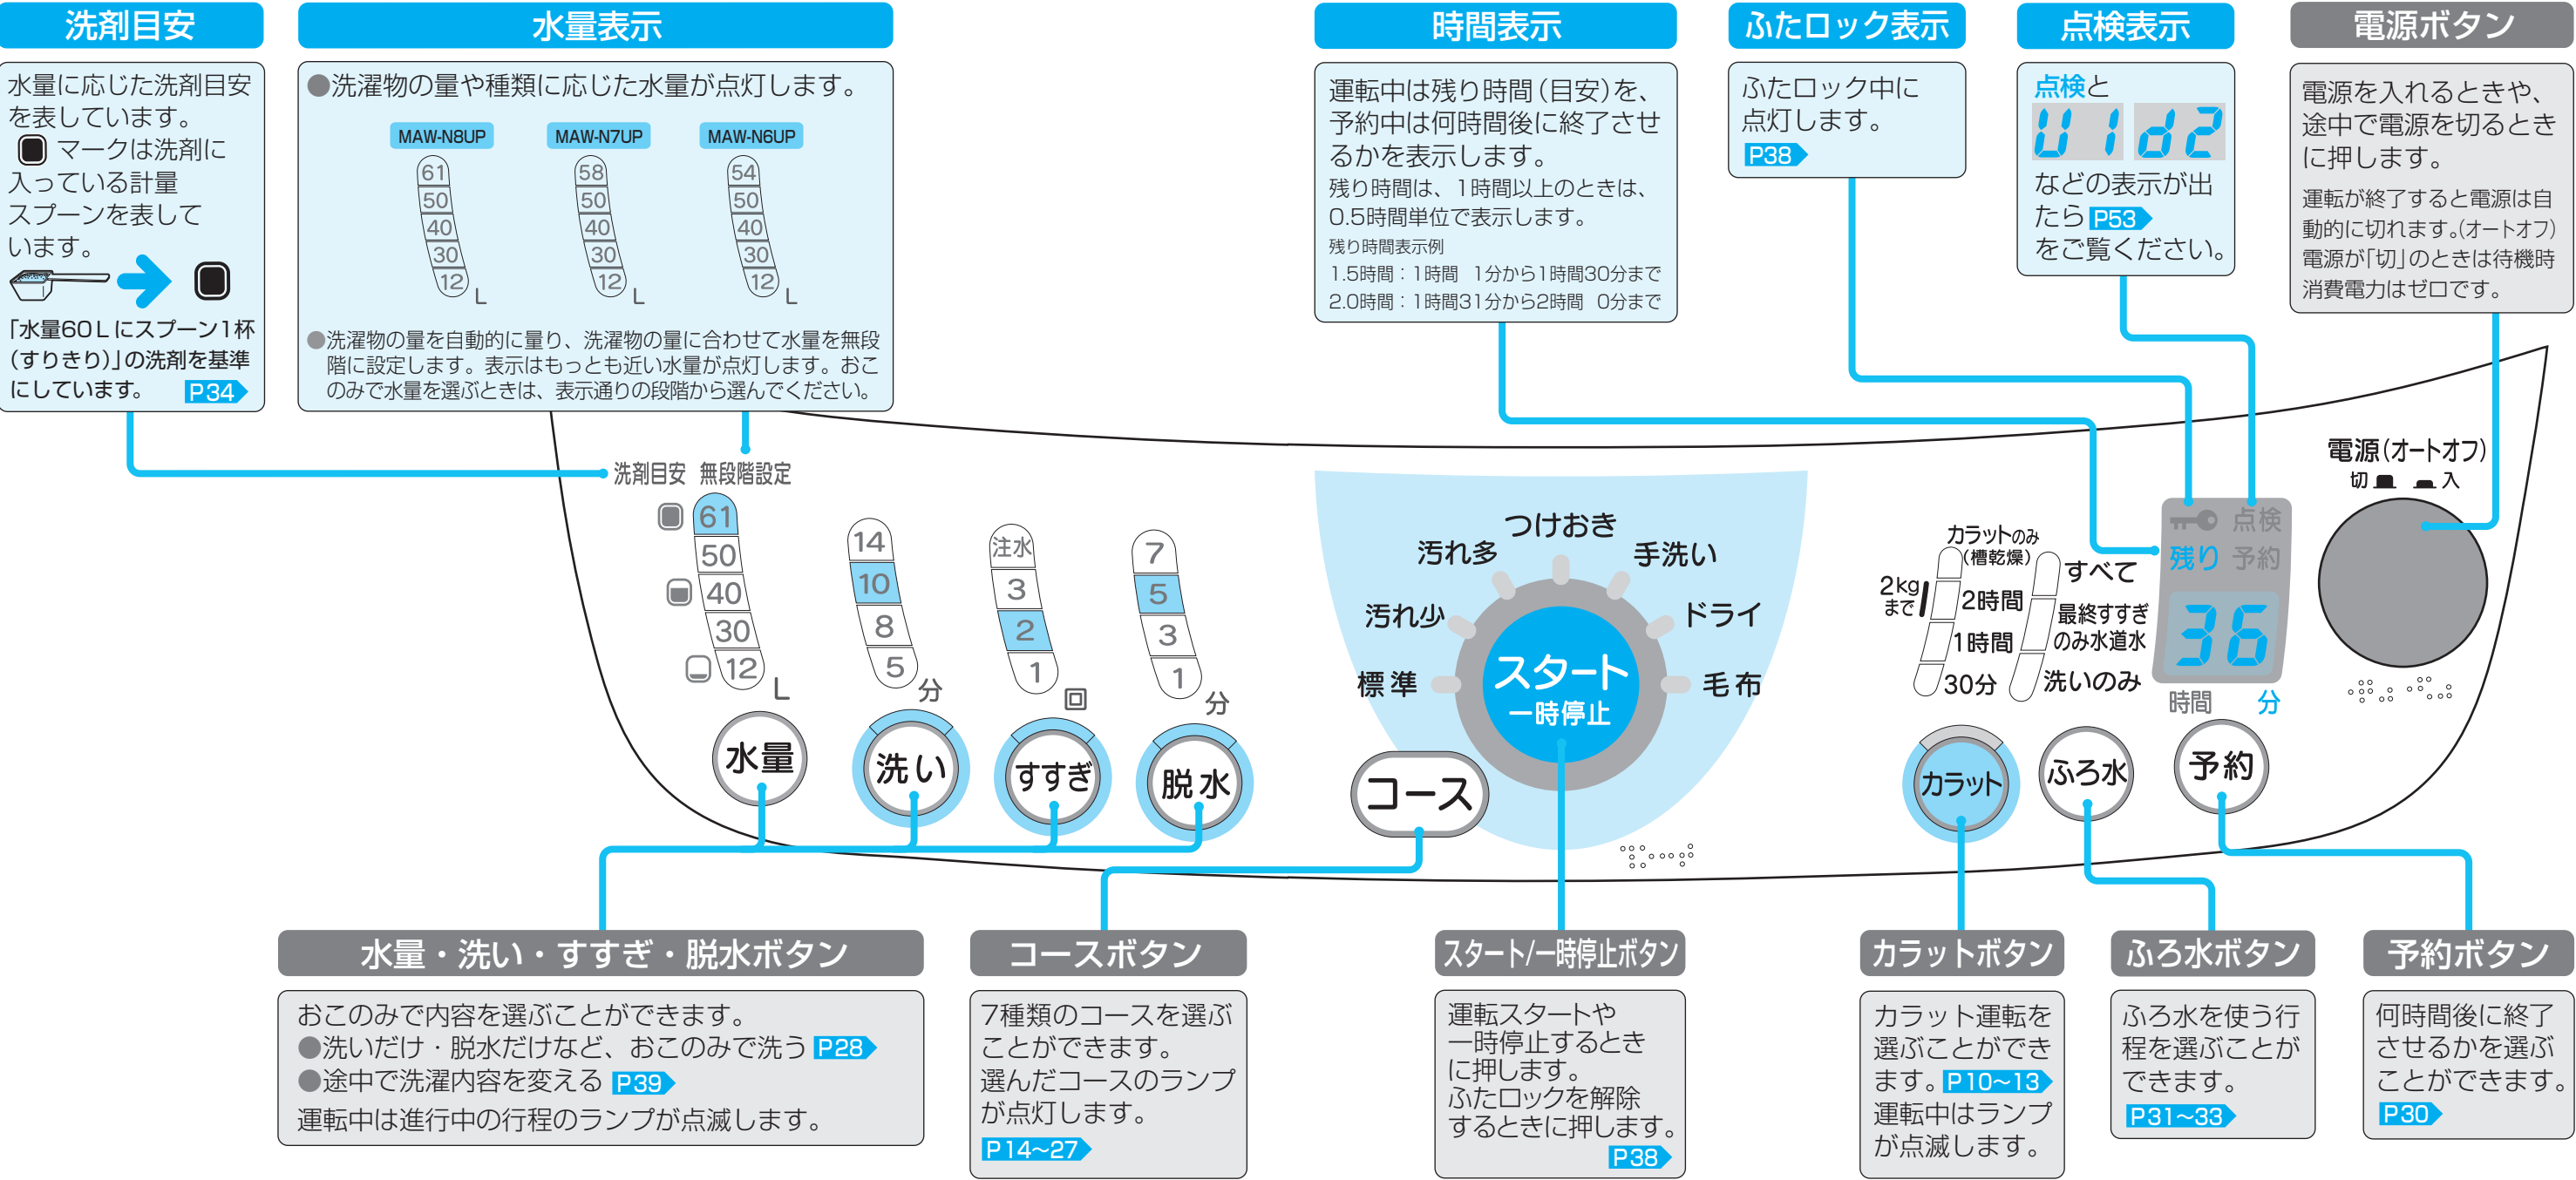 洗剤目安
水量に応じた洗剤目安
を表しています。
マークは洗剤に
入っている計量
スプーンを表して
います。
「水量60Lにスプーン1杯
(すりきり)」の洗剤を基準
にしています。 P34
水量表示
●洗濯物の量や種類に応じた水量が点灯します。
MAW-N8UP MAW-N7UP MAW-N6UP
61 58 54
50 50 50
40 40 40
30 30 30
12 L 12 L 12 L
●洗濯物の量を自動的に量り、洗濯物の量に合わせて水量を無段
階に設定します。表示はもっとも近い水量が点灯します。おこ
のみで水量を選ぶときは、表示通りの段階から選んでください。
時間表示
運転中は残り時間(目安)を、
予約中は何時間後に終了させ
るかを表示します。
残り時間は、1時間以上のときは、
0.5時間単位で表示します。
残り時間表示例
1.5時間:1時間 1分から1時間30分まで
2.0時間:1時間31分から2時間 0分まで
ふたロック表示
ふたロック中に
点灯します。
P38
点検表示
点検と
U1 d2
などの表示が出
たら P53
をご覧ください。
電源ボタン
電源を入れるときや、
途中で電源を切るとき
に押します。
運転が終了すると電源は自
動的に切れます。(オートオフ)
電源が「切」のときは待機時
消費電力はゼロです。
洗剤目安 無段階設定
61
50
40
30
12
L
水量
14
10
8
5
分
洗い
注水
3
2
1
回
すすぎ
7
5
3
1
分
脱水
つけおき
汚れ多 手洗い
汚れ少 ドライ
標準 毛布
スタート
一時停止
コース
カラットのみ
(槽乾燥)
2kg
まで
2時間
1時間
30分
カラット
すべて
最終すすぎ
のみ水道水
洗いのみ
ふろ水
点検
残り 予約
36
時間 分
予約
電源(オートオフ)
切 入
水量・洗い・すすぎ・脱水ボタン
おこのみで内容を選ぶことができます。
●洗いだけ・脱水だけなど、おこのみで洗う P28
●途中で洗濯内容を変える P39
運転中は進行中の行程のランプが点滅します。
コースボタン
7種類のコースを選ぶ
ことができます。
選んだコースのランプ
が点灯します。
P14〜27
スタート/一時停止ボタン
運転スタートや
一時停止するとき
に押します。
ふたロックを解除
するときに押します。
P38
カラットボタン
カラット運転を
選ぶことができ
ます。 P10〜13
運転中はランプ
が点滅します。
ふろ水ボタン
ふろ水を使う行
程を選ぶことが
できます。
P31〜33
予約ボタン
何時間後に終了
させるかを選ぶ
ことができます。
P30